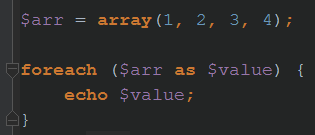 $arr = array(1, 2, 3, 4);
foreach ($arr as $value) {
    echo $value;
}